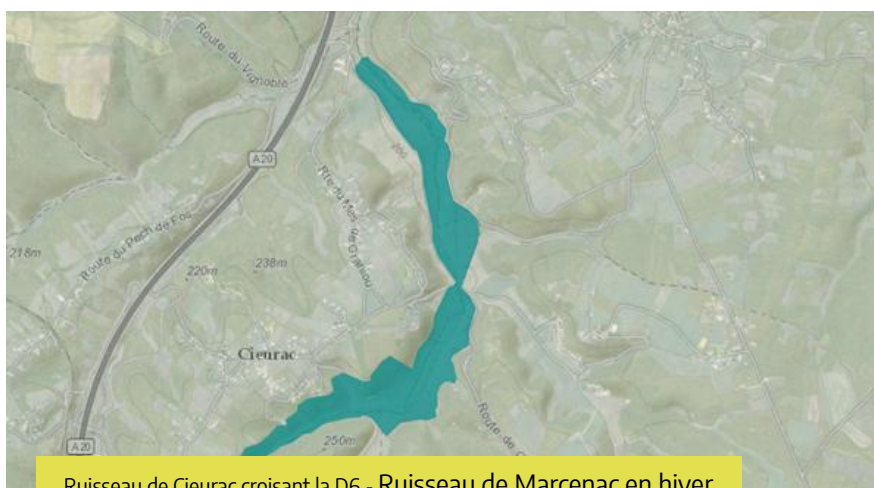 Route du Vignoble
A20
200
Rte du Mas de G
218m
Route du Pech de Fos
220m
238m
Cieurac
Route de C
250m
A20
Ruisseau de Cieurac croisant la D6 - Ruisseau de Marcenac en hiver